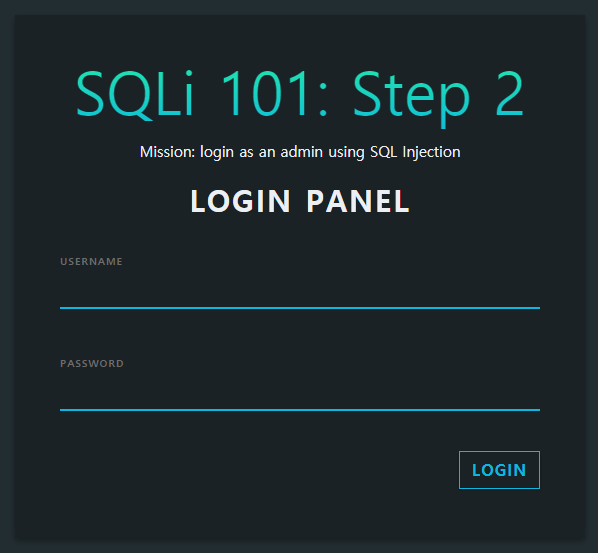 SQLi 101: Step 2
Mission: login as an admin using SQL Injection
LOGIN PANEL
USERNAME
PASSWORD
LOGIN